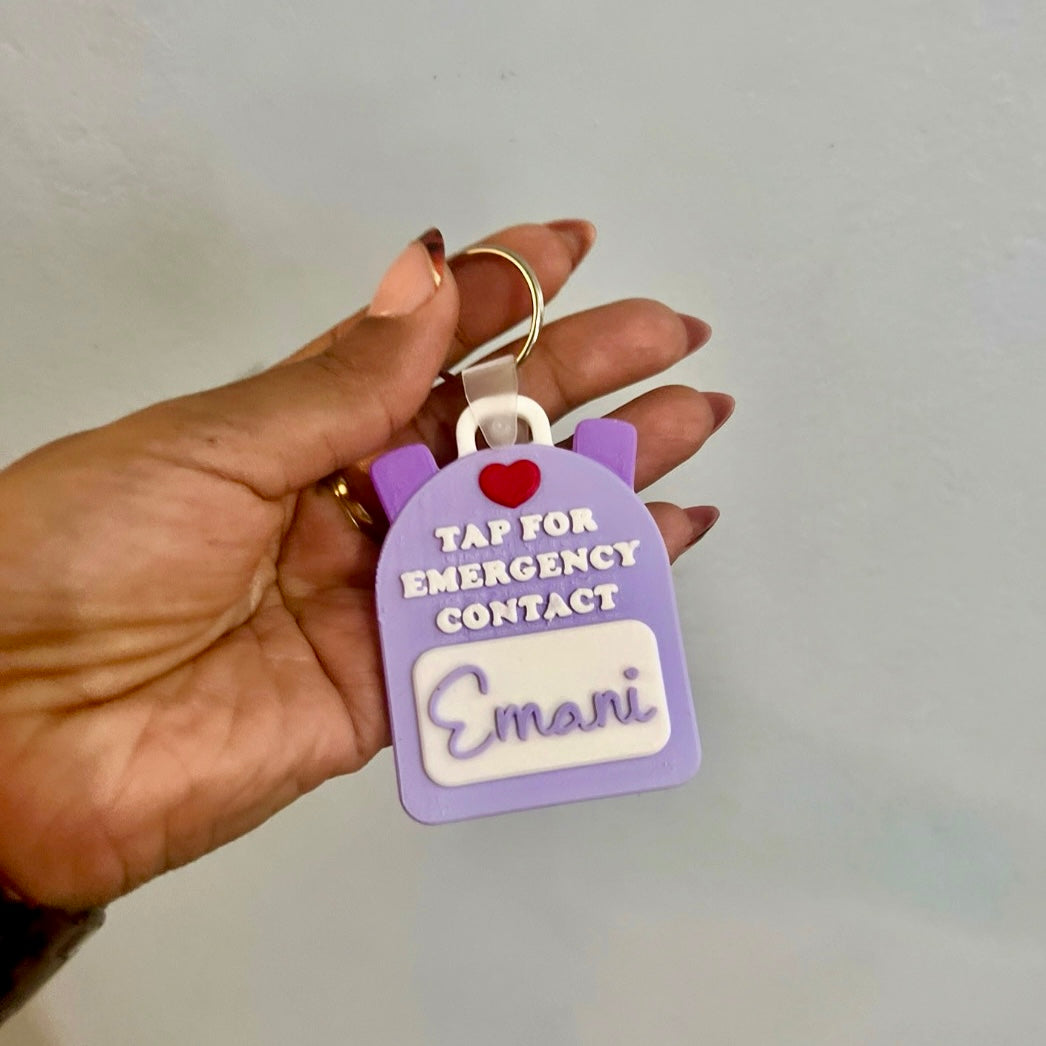 TAP FOR
EMERGENCY
CONTACT
Emani